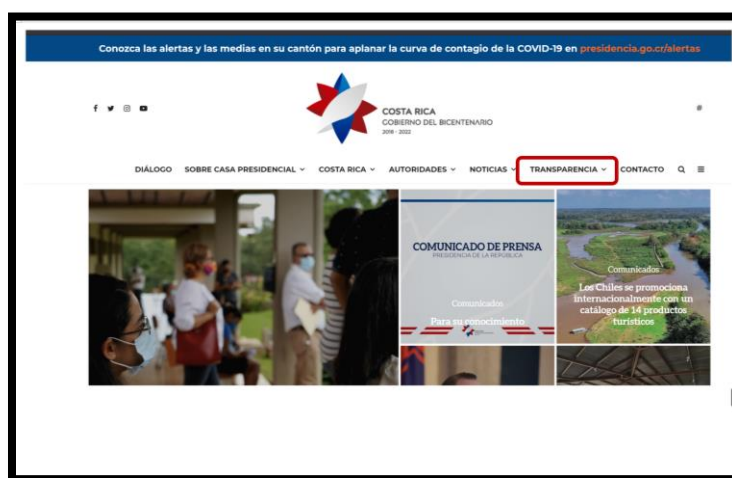 Conozca las alertas y las medias en su cantón para aplanar la curva de contagio de la COVID-19 en presidencia.go.cr/alertas
COSTA RICA
GOBIERNO DEL BICENTENARIO
2018 - 2022
DIÁLOGO SOBRE CASA PRESIDENCIAL COSTA RICA AUTORIDADES NOTICIAS TRANSPARENCIA CONTACTO
COMUNICADO DE PRENSA
PRESIDENCIA DE LA REPÚBLICA
Comunicados
Para su conocimiento
Comunicados
Los Chiles se promociona
internacionalmente con un
catálogo de 14 productos
turísticos